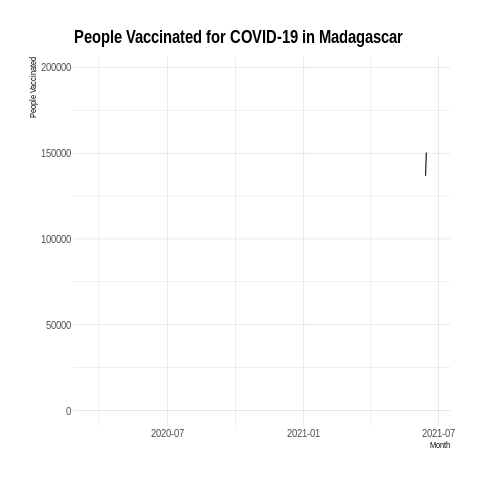 People Vaccinated for COVID-19 in Madagascar
People Vaccinated
200000
150000
100000
50000
0
2020-07 2021-01 2021-07
Month